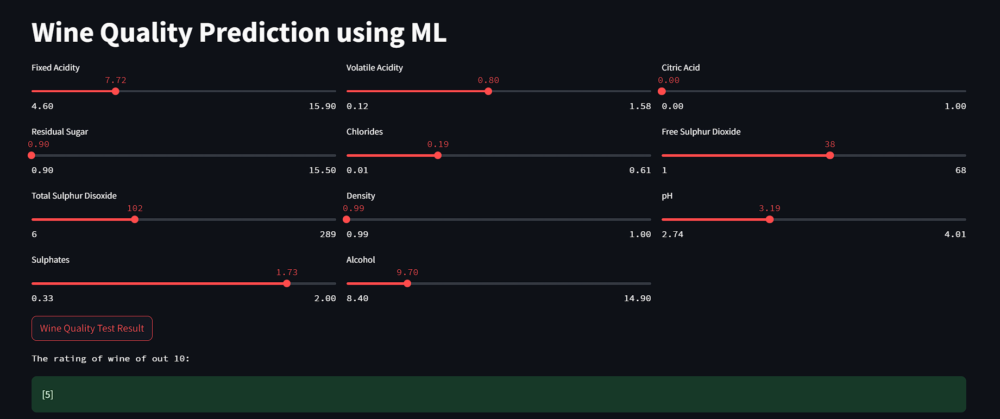 Wine Quality Prediction using ML
Fixed Acidity
7.72
4.60 15.90
Volatile Acidity
0.80
0.12 1.58
Citric Acid
0.00
0.00 1.00
Residual Sugar
0.90
0.90 15.50
Chlorides
0.19
0.01 0.61
Free Sulphur Dioxide
38
1 68
Total Sulphur Disoxide
102
6 289
Density
0.99
0.99 1.00
pH
3.19
2.74 4.01
Sulphates
1.73
0.33 2.00
Alcohol
9.70
8.40 14.90
Wine Quality Test Result
The rating of wine of out 10:
[5]